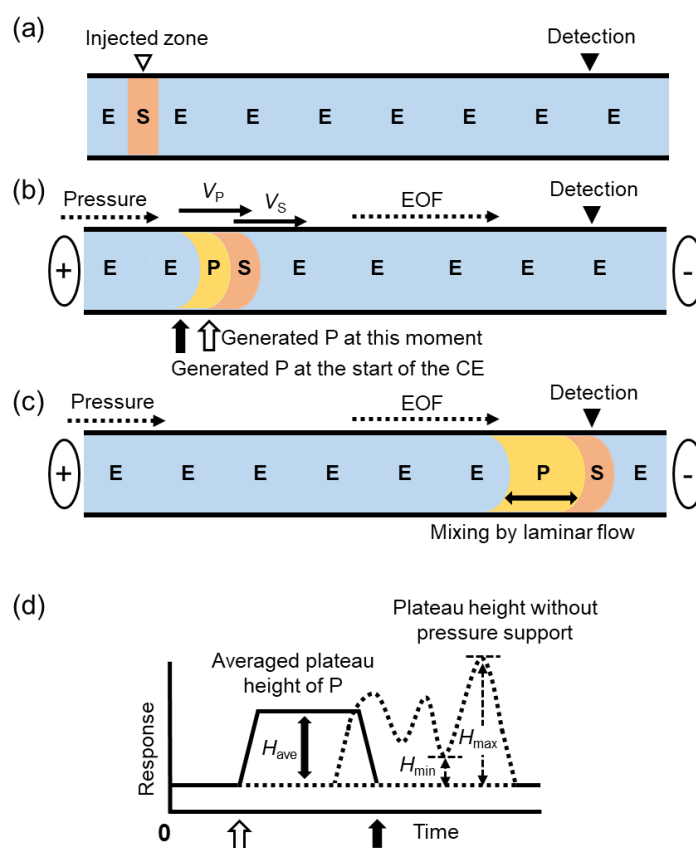 (a)
Injected zone
Detection
E S E E E E E E E
(b)
Pressure
VP
VS
EOF
Detection
+
E E P S E E E E E
-
Generated P at this moment
Generated P at the start of the CE
(c)
Pressure
EOF
Detection
+
E E E E E E P S E
-
Mixing by laminar flow
(d)
Plateau height without
pressure support
Averaged plateau
height of P
Response
Have
Hmin
Hmax
0
Time